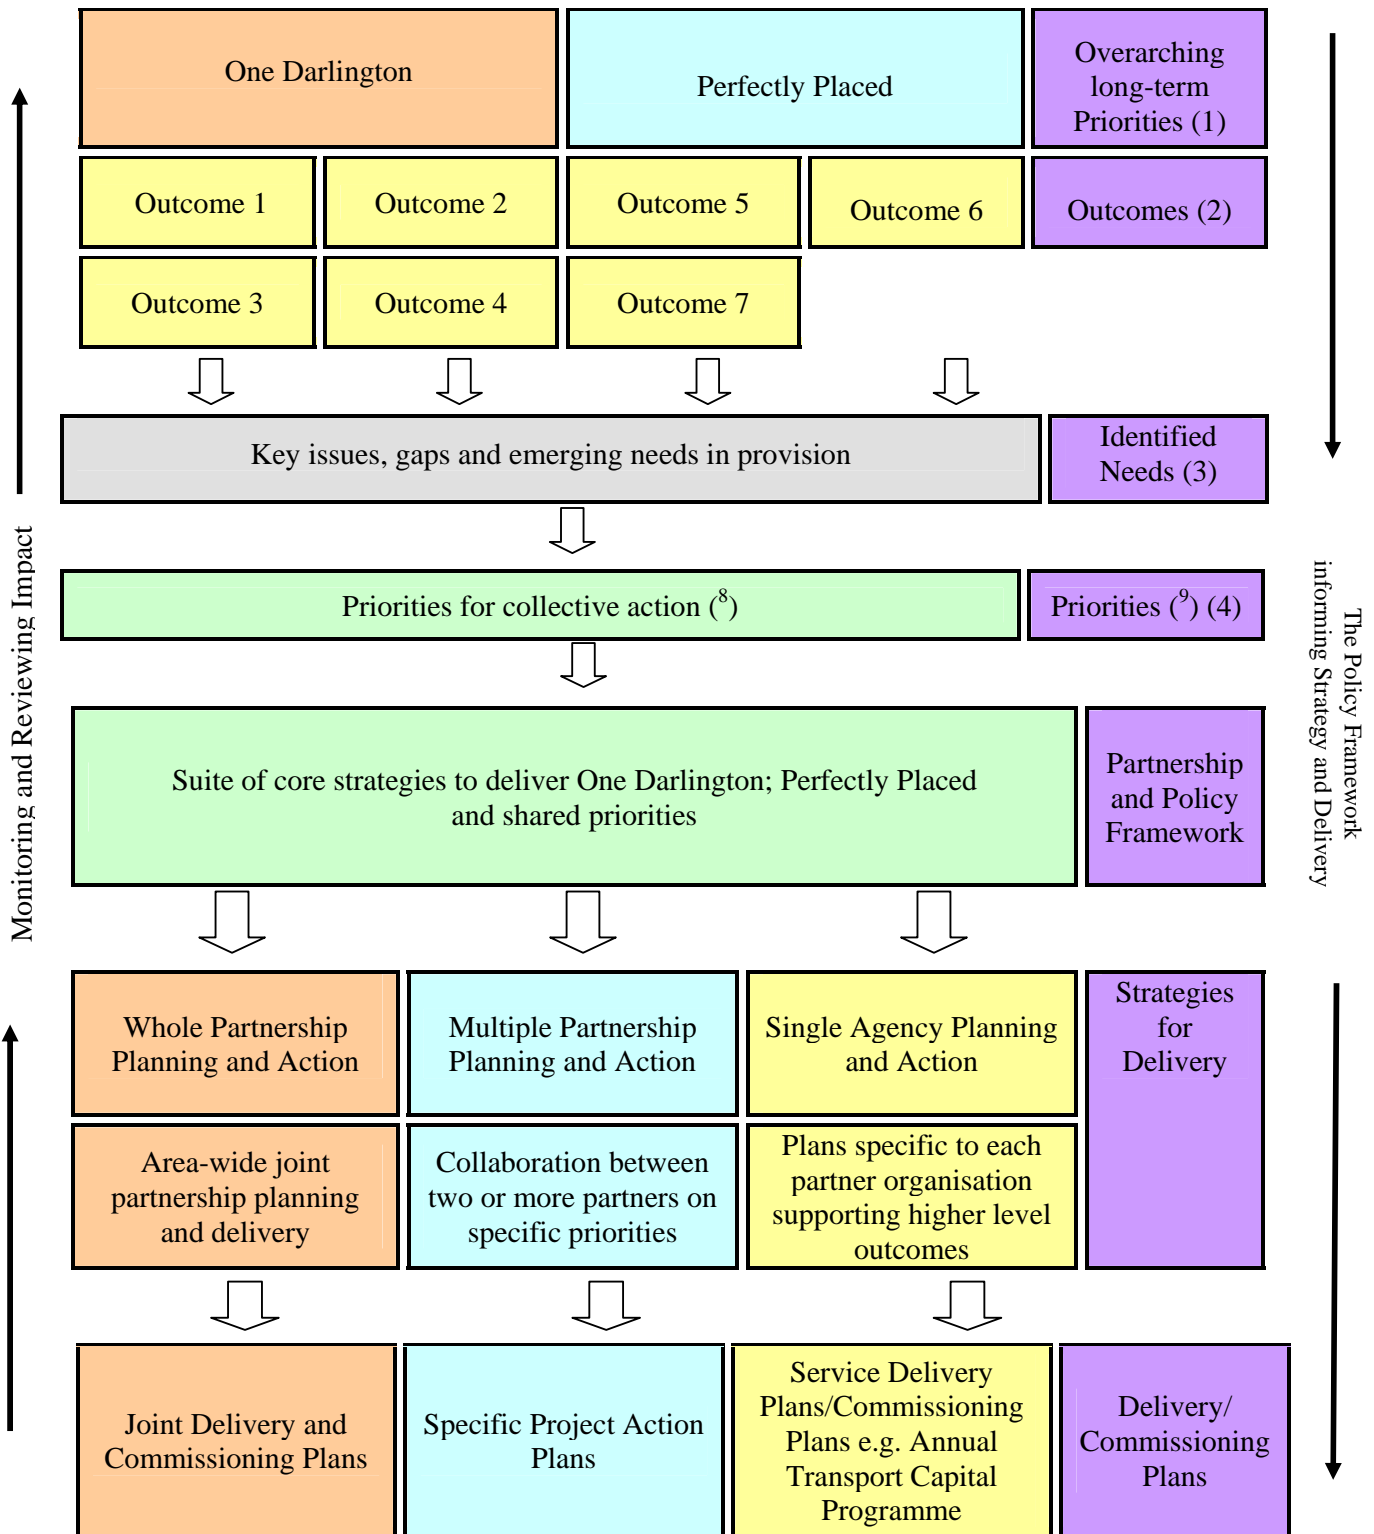 One Darlington
Perfectly Placed
Overarching
long-term
Priorities (1)
Outcome 1
Outcome 2
Outcome 5
Outcome 6
Outcomes (2)
Outcome 3
Outcome 4
Outcome 7
Key issues, gaps and emerging needs in provision
Identified
Needs (3)
Priorities for collective action (⁸)
Priorities (⁹) (4)
Suite of core strategies to deliver One Darlington; Perfectly Placed
and shared priorities
Partnership
and Policy
Framework
Whole Partnership
Planning and Action
Multiple Partnership
Planning and Action
Single Agency Planning
and Action
Strategies
for
Delivery
Area-wide joint
partnership planning
and delivery
Collaboration between
two or more partners on
specific priorities
Plans specific to each
partner organisation
supporting higher level
outcomes
Joint Delivery and
Commissioning Plans
Specific Project Action
Plans
Service Delivery
Plans/Commissioning
Plans e.g. Annual
Transport Capital
Programme
Delivery/
Commissioning
Plans
Monitoring and Reviewing Impact
The Policy Framework
informing Strategy and Delivery